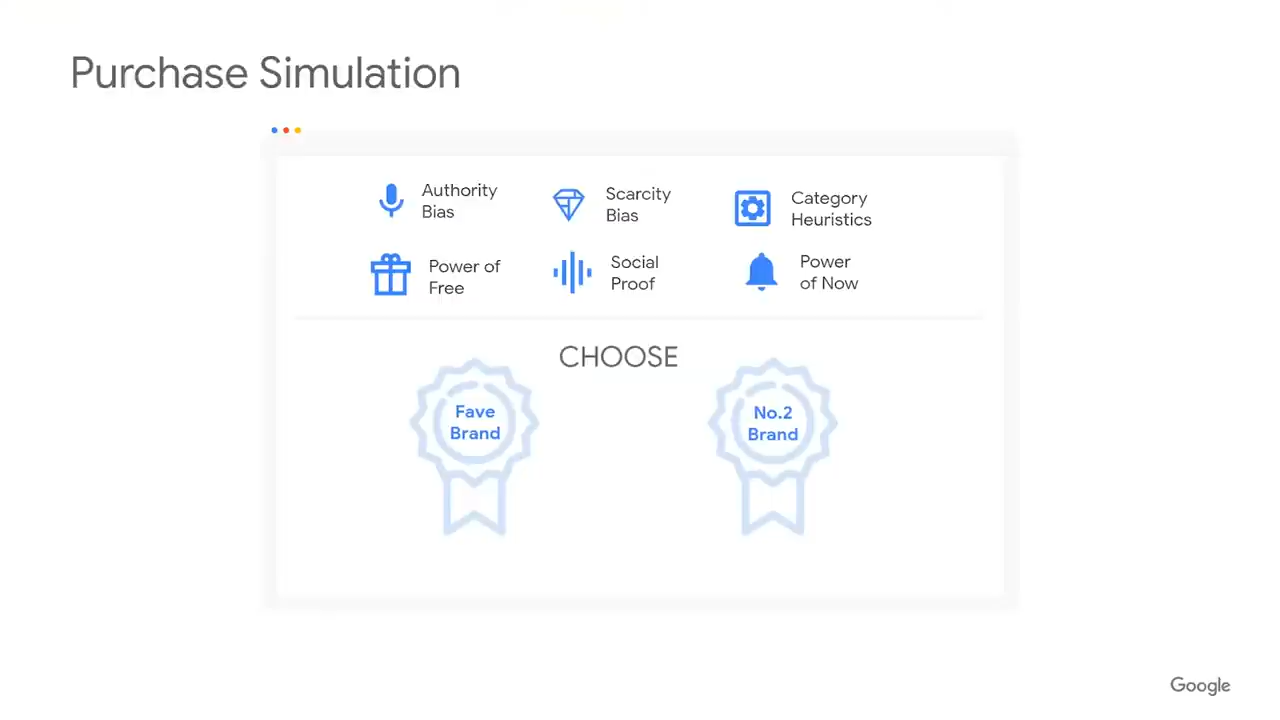 Purchase Simulation
Authority
Bias
Scarcity
Bias
Category
Heuristics
Power of
Free
Social
Proof
Power
of Now
CHOOSE
Fave
Brand
No.2
Brand
Google